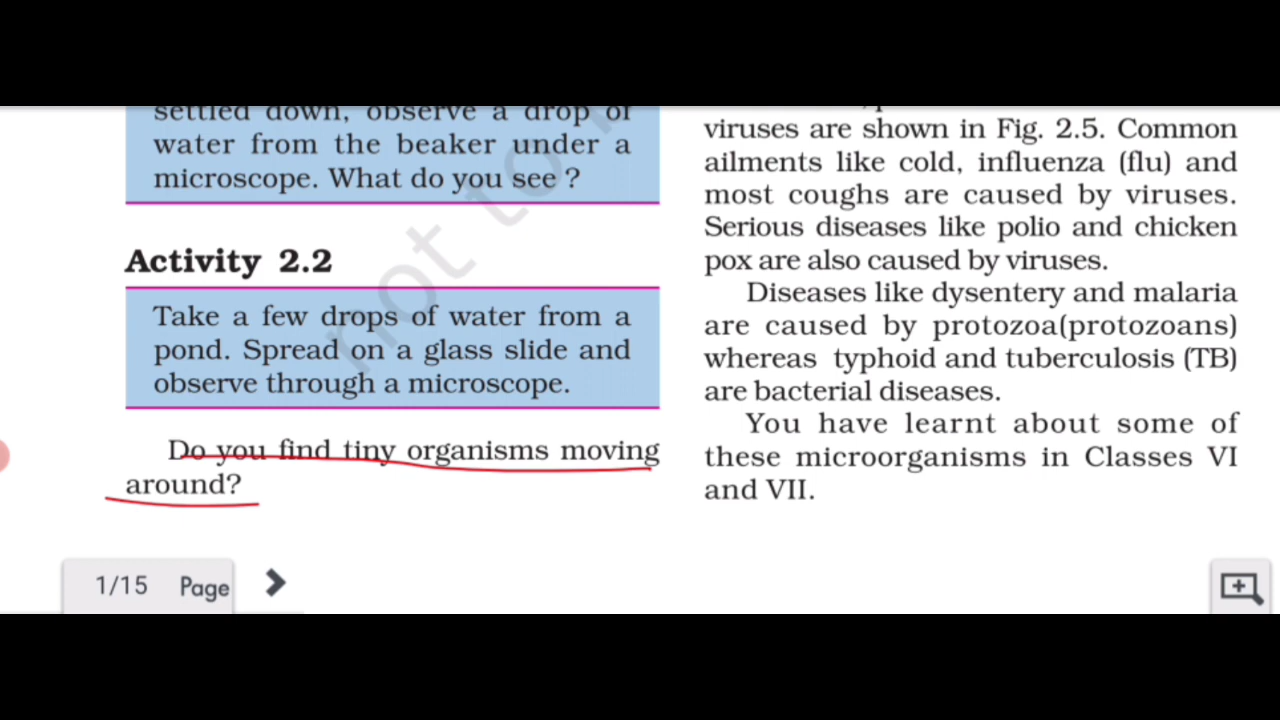 settled down, observe a drop of
water from the beaker under a
microscope. What do you see ?
Activity 2.2
Take a few drops of water from a
pond. Spread on a glass slide and
observe through a microscope.
Do you find tiny organisms moving
around?
viruses are shown in Fig. 2.5. Common
ailments like cold, influenza (flu) and
most coughs are caused by viruses.
Serious diseases like polio and chicken
pox are also caused by viruses.
Diseases like dysentery and malaria
are caused by protozoa(protozoans)
whereas typhoid and tuberculosis (TB)
are bacterial diseases.
You have learnt about some of
these microorganisms in Classes VI
and VII.
not to
1/15 Page